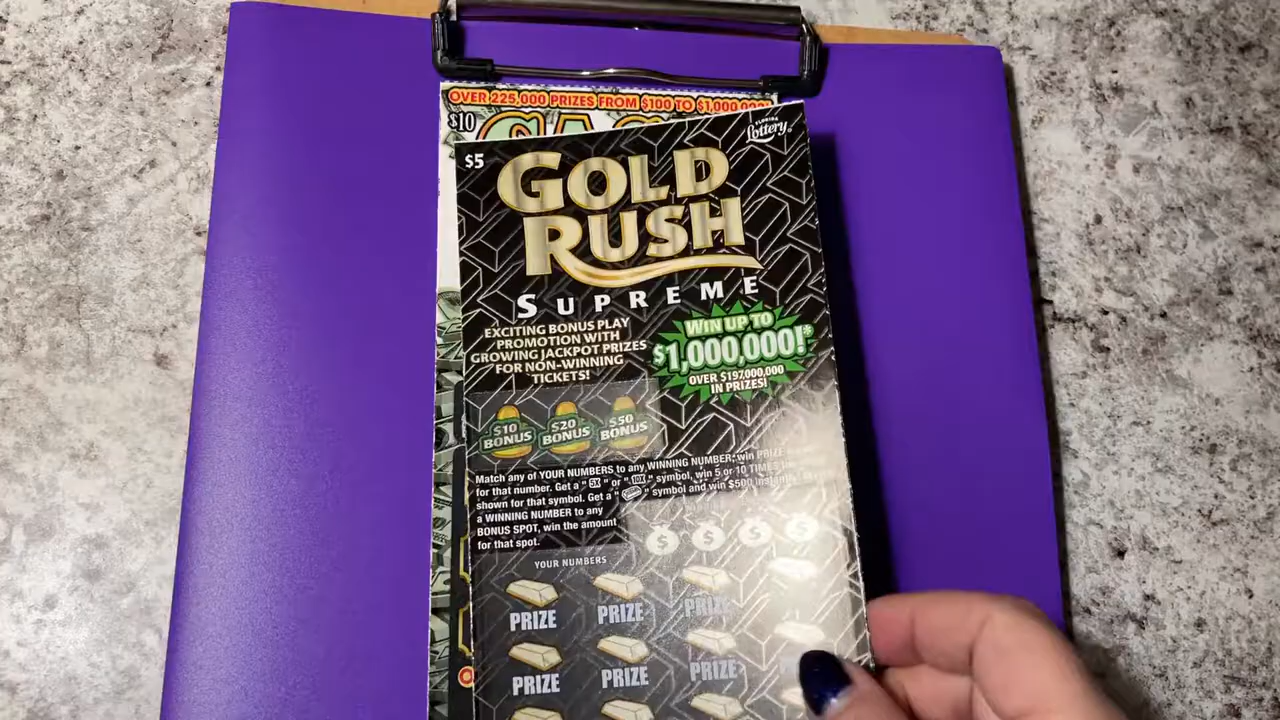 OVER 225,000 PRIZES FROM $100 TO $1,000,000!
$10
FLORIDA
Lottery
$5
GOLD
RUSH
SUPREME
EXCITING BONUS PLAY
PROMOTION WITH
GROWING JACKPOT PRIZES
FOR NON-WINNING
TICKETS!
WIN UP TO
$1,000,000!*
OVER $197,000,000
IN PRIZES!
$10
BONUS
$20
BONUS
$50
BONUS
Match any of YOUR NUMBERS to any WINNING NUMBER, win PRIZE
for that number. Get a "5X" or "10X" symbol, win 5 or 10 TIMES
shown for that symbol. Get a " " symbol and win $500
a WINNING NUMBER to any
BONUS SPOT, win the amount
for that spot.
$ $ $ $
YOUR NUMBERS
PRIZE PRIZE PRIZE
PRIZE PRIZE PRIZE